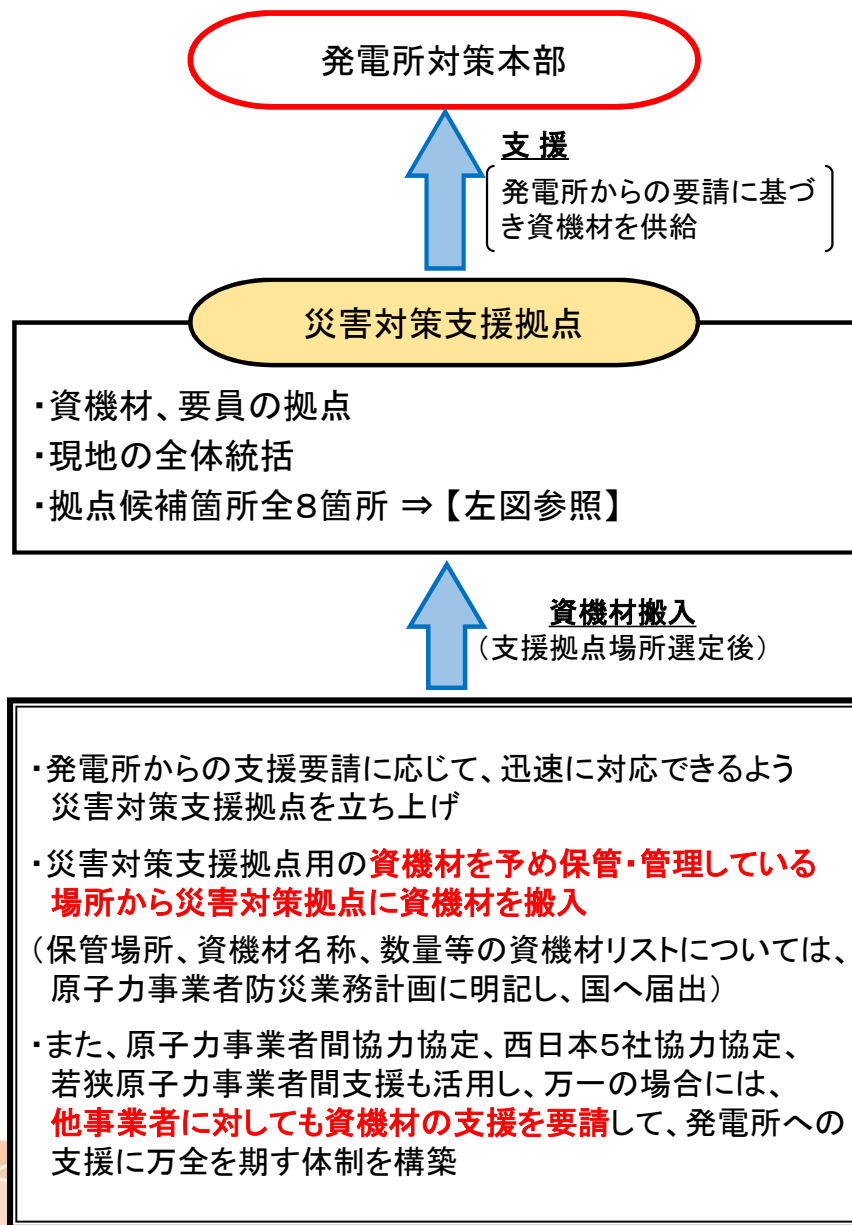 発電所対策本部
支 援
発電所からの要請に基づ
き資機材を供給
災害対策支援拠点
・資機材、要員の拠点
・現地の全体統括
・拠点候補箇所全8箇所 ⇒【左図参照】
資機材搬入
（支援拠点場所選定後）
・発電所からの支援要請に応じて、迅速に対応できるよう
災害対策支援拠点を立ち上げ
・災害対策支援拠点用の資機材を予め保管・管理している
場所から災害対策拠点に資機材を搬入
（保管場所、資機材名称、数量等の資機材リストについては、
原子力事業者防災業務計画に明記し、国へ届出）
・また、原子力事業者間協力協定、西日本5社協力協定、
若狭原子力事業者間支援も活用し、万一の場合には、
他事業者に対しても資機材の支援を要請して、発電所への
支援に万全を期す体制を構築